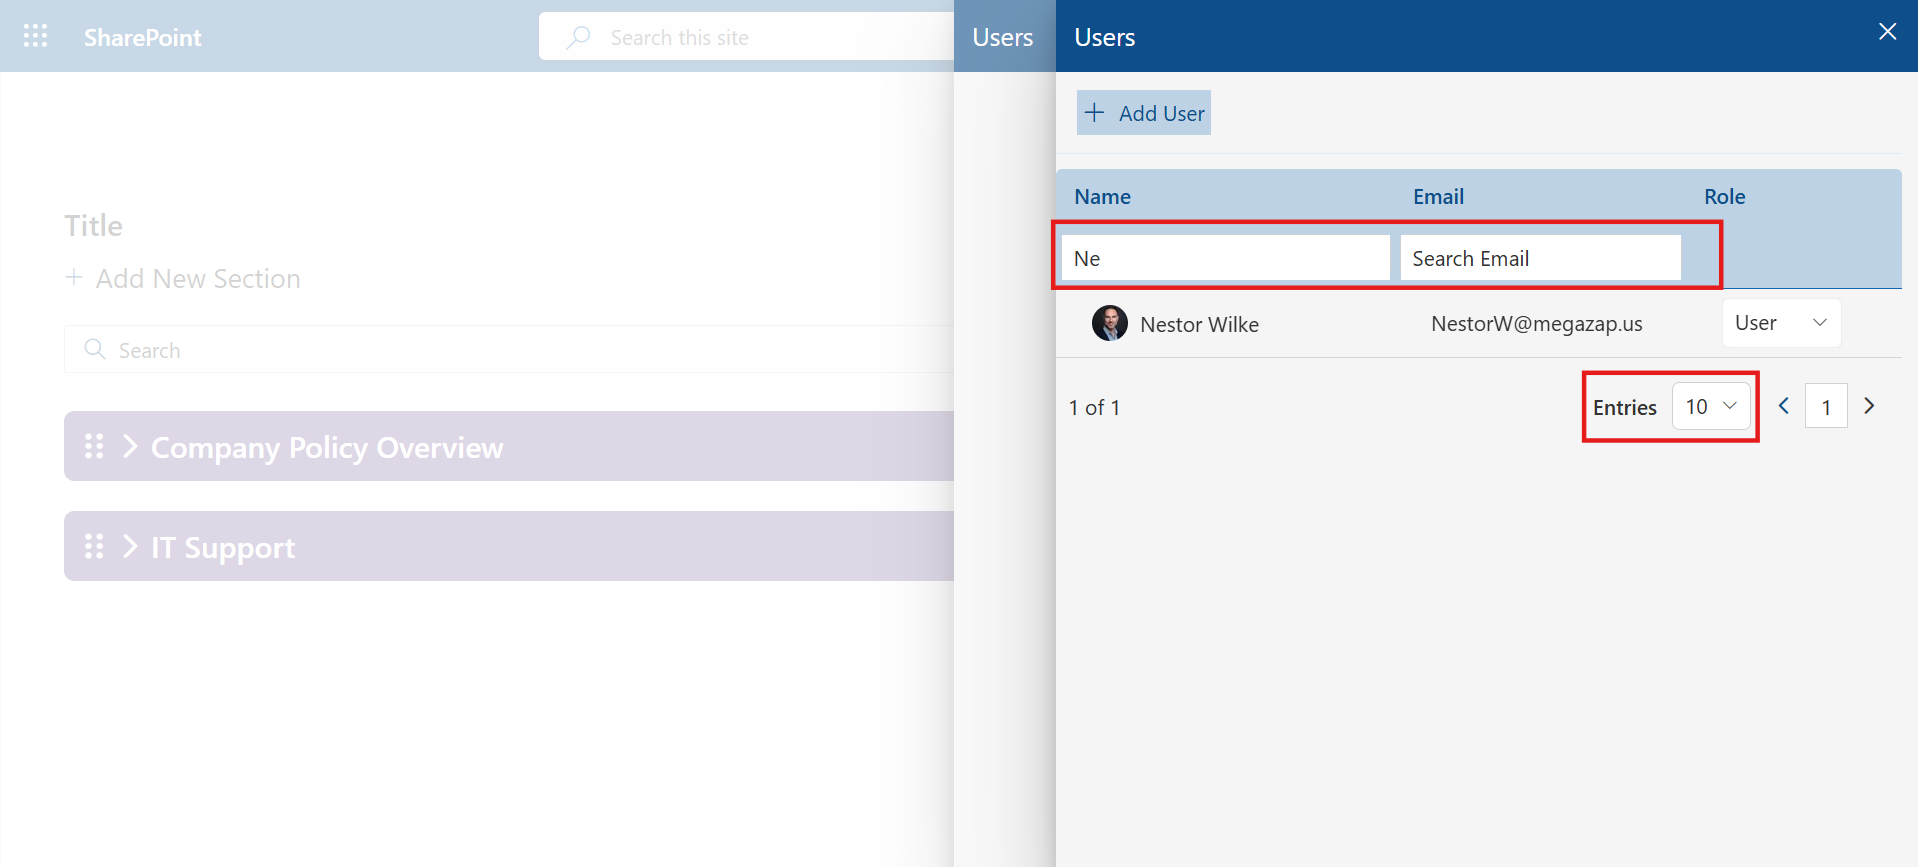 SharePoint
Search this site
Users
Users
Add User
Name Email Role
Ne Search Email
Nestor Wilke NestorW@megazap.us User
1 of 1 Entries 10 1
Title
Add New Section
Search
Company Policy Overview
IT Support